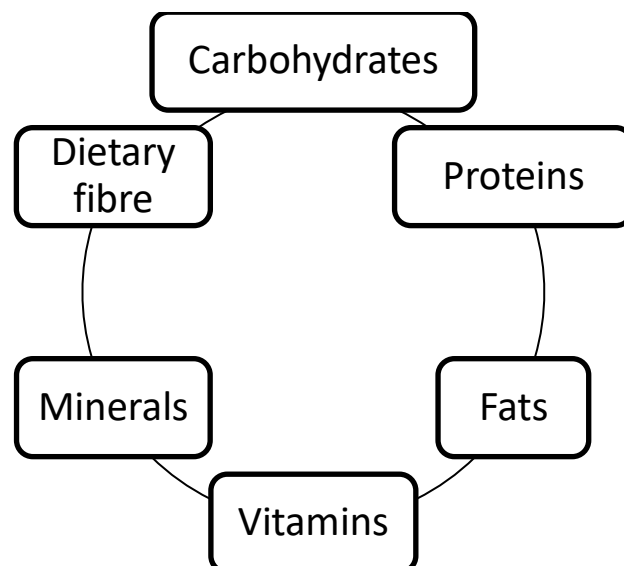 Carbohydrates
Proteins
Fats
Vitamins
Minerals
Dietary
fibre